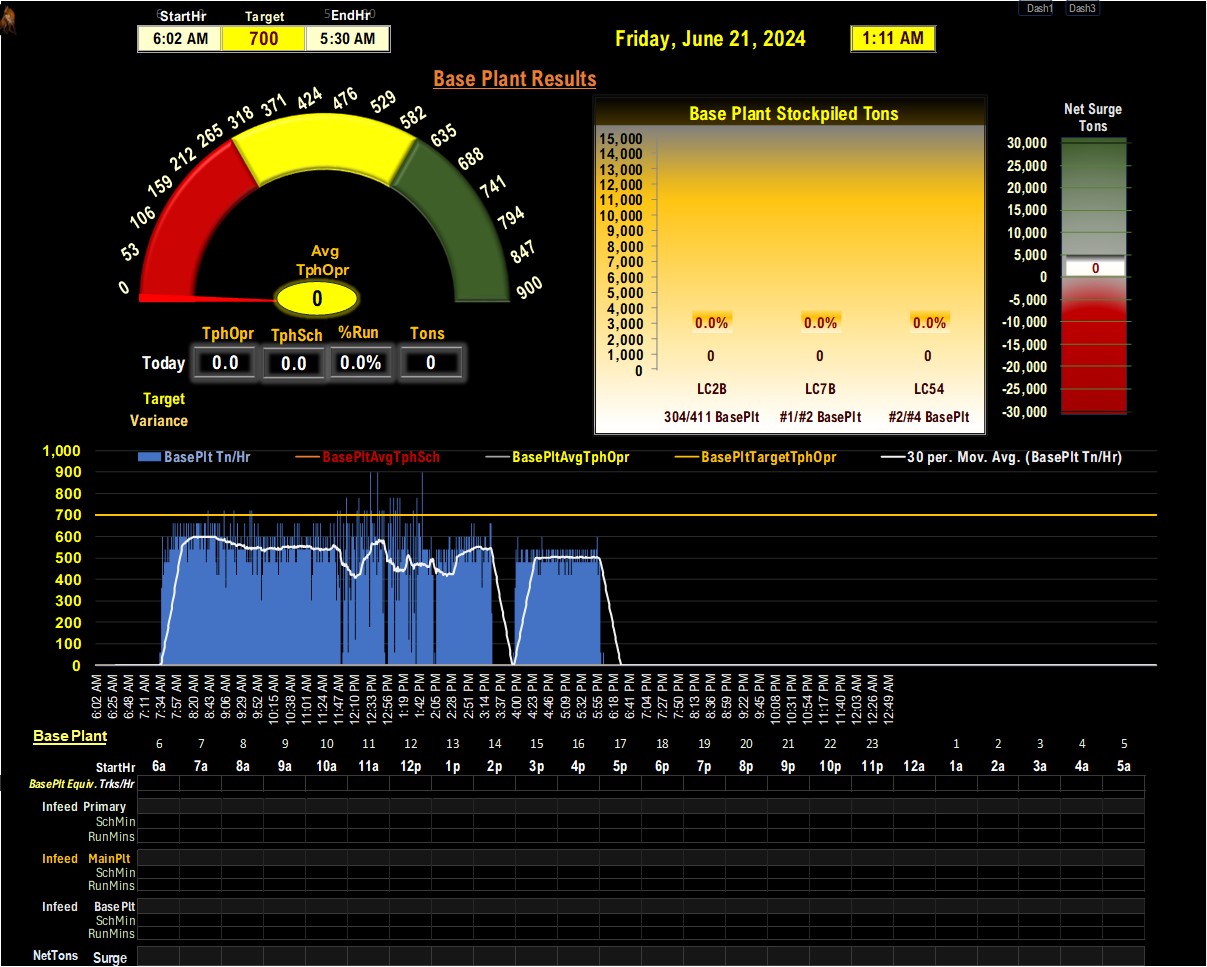 StartHr Target EndHr Dash1 Dash3
6:02 AM 700 5:30 AM Friday, June 21, 2024 1:11 AM
Base Plant Results
0 53 106 159 212 265 318 371 424 476 529 582 635 688 741 794 847 900
Avg
TphOpr
0
TphOpr TphSch %Run Tons
Today 0.0 0.0 0.0% 0
Target
Variance
Base Plant Stockpiled Tons
15,000
14,000
13,000
12,000
11,000
10,000
9,000
8,000
7,000
6,000
5,000
4,000
3,000
2,000
1,000
0
0.0% 0.0% 0.0%
0 0 0
LC2B LC7B LC54
304/411 BasePlt #1/#2 BasePlt #2/#4 BasePlt
Net Surge
Tons
30,000
25,000
20,000
15,000
10,000
5,000
0 0
-5,000
-10,000
-15,000
-20,000
-25,000
-30,000
BasePlt Tn/Hr BasePltAvgTphSch BasePltAvgTphOpr BasePltTargetTphOpr 30 per. Mov. Avg. (BasePlt Tn/Hr)
1,000
900
800
700
600
500
400
300
200
100
0
6:02 AM 6:25 AM 6:48 AM 7:11 AM 7:34 AM 7:57 AM 8:20 AM 8:43 AM 9:06 AM 9:29 AM 9:52 AM 10:15 AM 10:38 AM 11:01 AM 11:24 AM 11:47 AM 12:10 PM 12:33 PM 12:56 PM 1:19 PM 1:42 PM 2:05 PM 2:28 PM 2:51 PM 3:14 PM 3:37 PM 4:00 PM 4:23 PM 4:46 PM 5:09 PM 5:32 PM 5:55 PM 6:18 PM 6:41 PM 7:04 PM 7:27 PM 7:50 PM 8:13 PM 8:36 PM 8:59 PM 9:22 PM 9:45 PM 10:08 PM 10:31 PM 10:54 PM 11:17 PM 11:40 PM 12:03 AM 12:26 AM 12:49 AM
Base Plant
6 7 8 9 10 11 12 13 14 15 16 17 18 19 20 21 22 23 1 2 3 4 5
StartHr 6a 7a 8a 9a 10a 11a 12p 1p 2p 3p 4p 5p 6p 7p 8p 9p 10p 11p 12a 1a 2a 3a 4a 5a
BasePlt Equiv. Trks/Hr
Infeed Primary
SchMin
RunMins
Infeed MainPlt
SchMin
RunMins
Infeed BasePlt
SchMin
RunMins
NetTons Surge